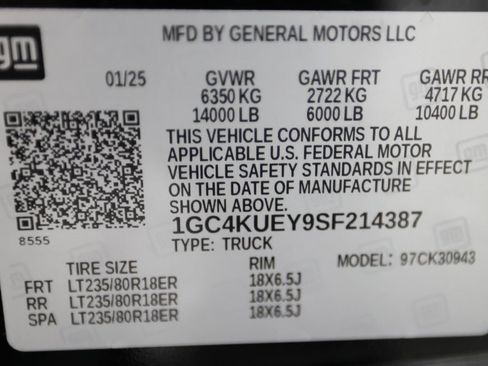 gm
MFD BY GENERAL MOTORS LLC
01/25 GVWR GAWR FRT GAWR RR
6350 KG 2722 KG 4717 KG
14000 LB 6000 LB 10400 LB
THIS VEHICLE CONFORMS TO ALL
APPLICABLE U.S. FEDERAL MOTOR
VEHICLE SAFETY STANDARDS IN EFFECT
ON THE DATE OF MANUFACTURE
SHOWN ABOVE.
8555
1GC4KUEY9SF214387
TYPE: TRUCK
MODEL: 97CK30943
TIRE SIZE RIM
FRT LT235/80R18ER 18X6.5J
RR LT235/80R18ER 18X6.5J
SPA LT235/80R18ER 18X6.5J